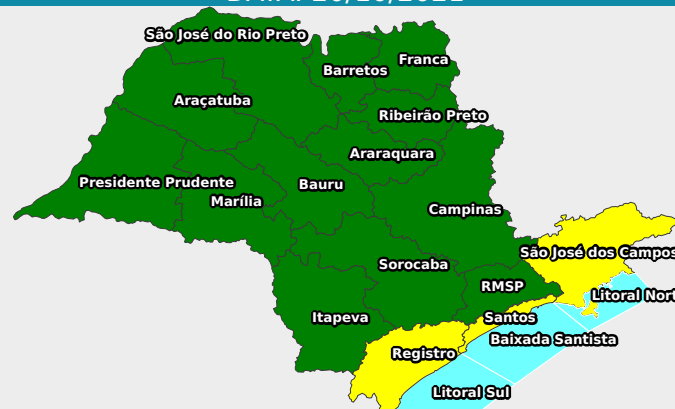 São José do Rio Preto
Franca
Barretos
Araçatuba
Ribeirão Preto
Araraquara
Presidente Prudente
Bauru
Marília
Campinas
São José dos Campos
Sorocaba
RMSP
Litoral Nort
Itapeva
Santos
Baixada Santista
Registro
Litoral Sul